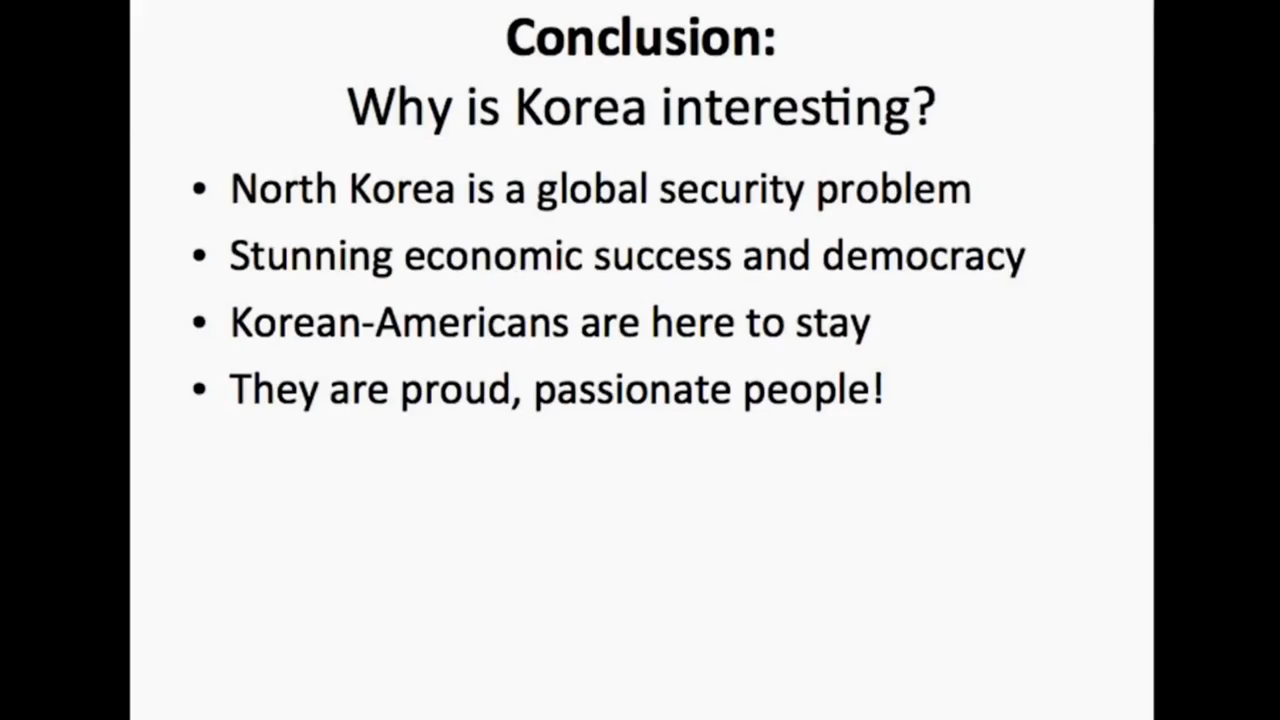 Conclusion:
Why is Korea interesting?
• North Korea is a global security problem
• Stunning economic success and democracy
• Korean-Americans are here to stay
• They are proud, passionate people!